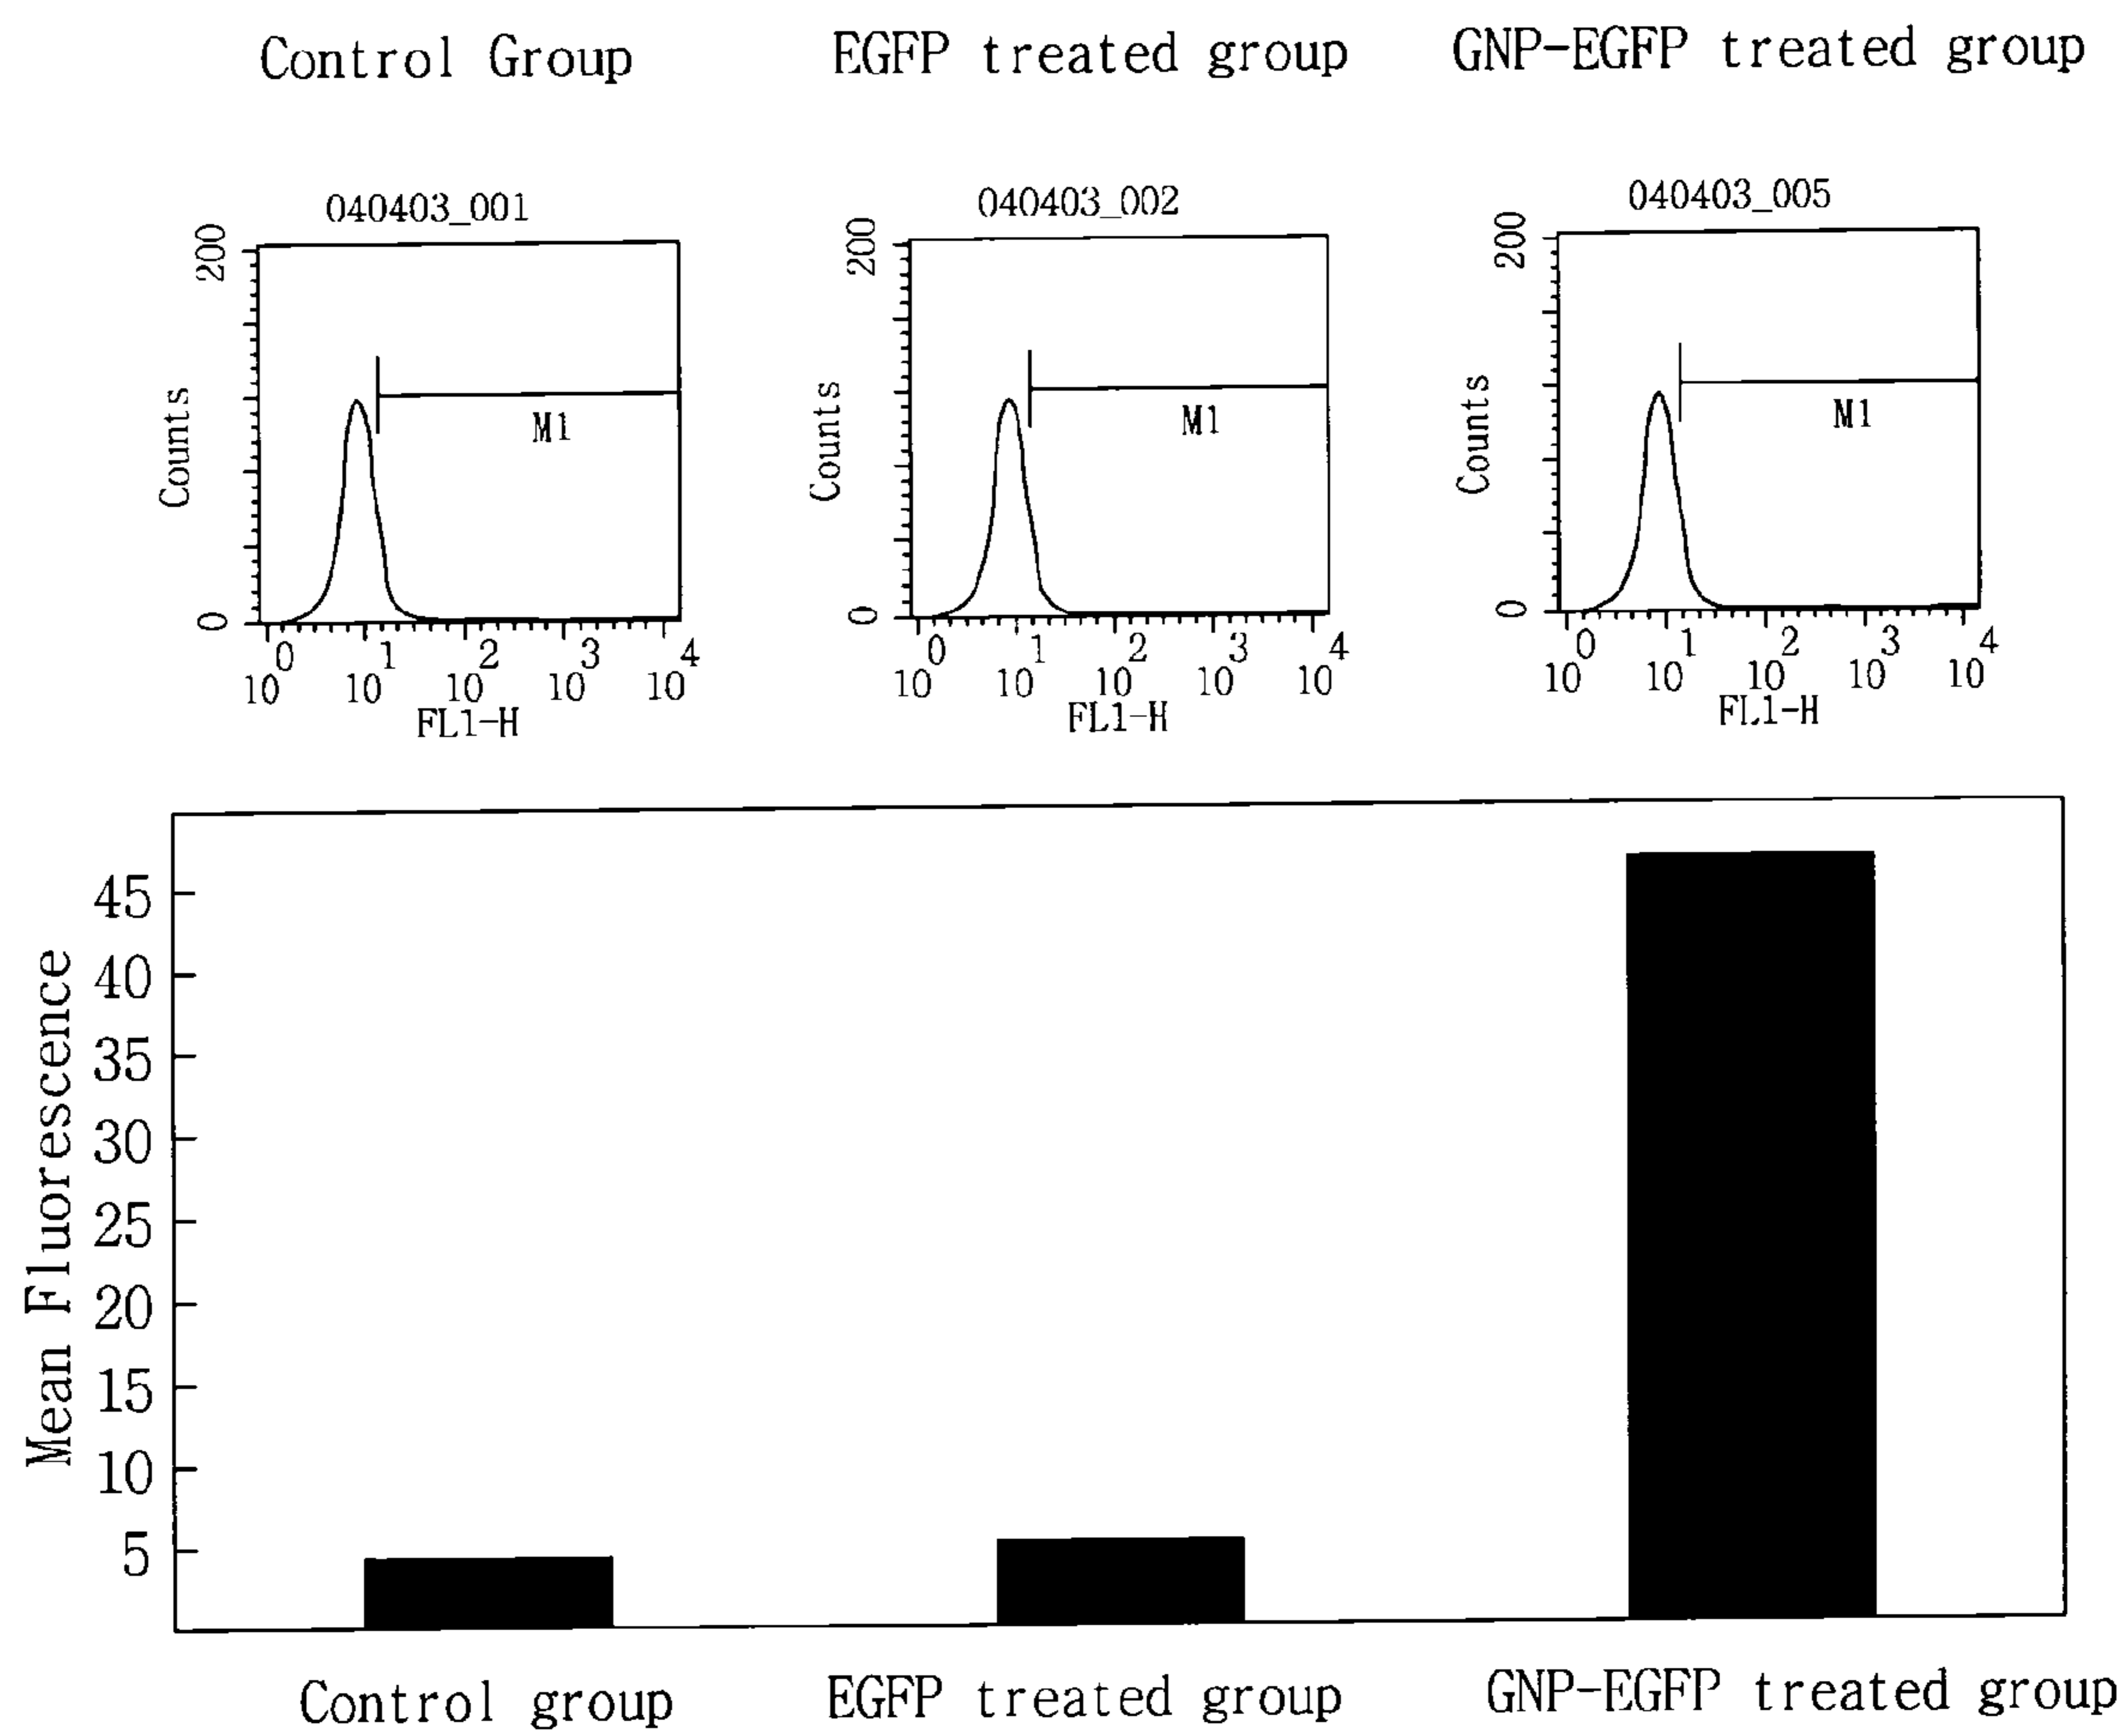 Control Group
EGFP treated group
GNP-EGFP treated group
040403_001
200
Counts
0
M1
10^0 10^1 10^2 10^3 10^4
FL1-H
040403_002
200
Counts
0
M1
10^0 10^1 10^2 10^3 10^4
FL1-H
040403_005
200
Counts
0
M1
10^0 10^1 10^2 10^3 10^4
FL1-H
Mean Fluorescence
45
40
35
30
25
20
15
10
5
Control group
EGFP treated group
GNP-EGFP treated group